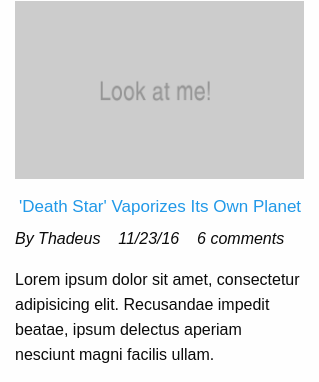 Look at me!
'Death Star' Vaporizes Its Own Planet
By Thadeus 11/23/16 6 comments
Lorem ipsum dolor sit amet, consectetur
adipisicing elit. Recusandae impedit
beatae, ipsum delectus aperiam
nesciunt magni facilis ullam.